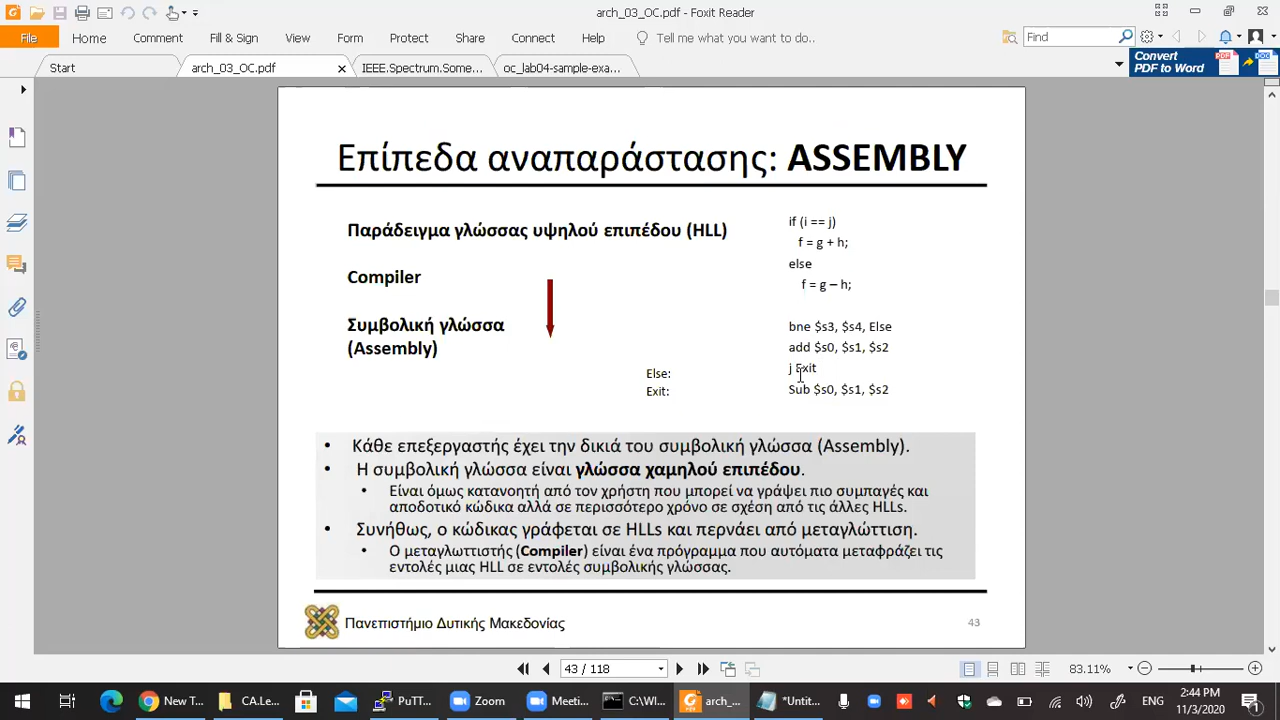 arch_03_OC.pdf - Foxit Reader
File Home Comment Fill & Sign View Form Protect Share Connect Help Tell me what you want to do.. Find
Start arch_03_OC.pdf IEEE.Spectrum.Some... oc_lab04-sample-exa...
Convert
PDF to Word
Επίπεδα αναπαράστασης: ASSEMBLY
Παράδειγμα γλώσσας υψηλού επιπέδου (HLL)
Compiler
Συμβολική γλώσσα
(Assembly)
if (i == j)
f = g + h;
else
f = g – h;
bne $s3, $s4, Else
add $s0, $s1, $s2
j Exit
Else:
Sub $s0, $s1, $s2
Exit:
• Κάθε επεξεργαστής έχει την δικιά του συμβολική γλώσσα (Assembly).
• Η συμβολική γλώσσα είναι γλώσσα χαμηλού επιπέδου.
• Είναι όμως κατανοητή από τον χρήστη που μπορεί να γράψει πιο συμπαγές και
αποδοτικό κώδικα αλλά σε περισσότερο χρόνο σε σχέση από τις άλλες HLLs.
• Συνήθως, ο κώδικας γράφεται σε HLLs και περνάει από μεταγλώττιση.
• Ο μεταγλωττιστής (Compiler) είναι ένα πρόγραμμα που αυτόματα μεταφράζει τις
εντολές μιας HLL σε εντολές συμβολικής γλώσσας.
Πανεπιστήμιο Δυτικής Μακεδονίας
43
43 / 118
83.11%
New T... CA.Le... PuTT... Zoom Meeti... C:\WI... arch_... *Untit... ENG
2:44 PM
11/3/2020
1